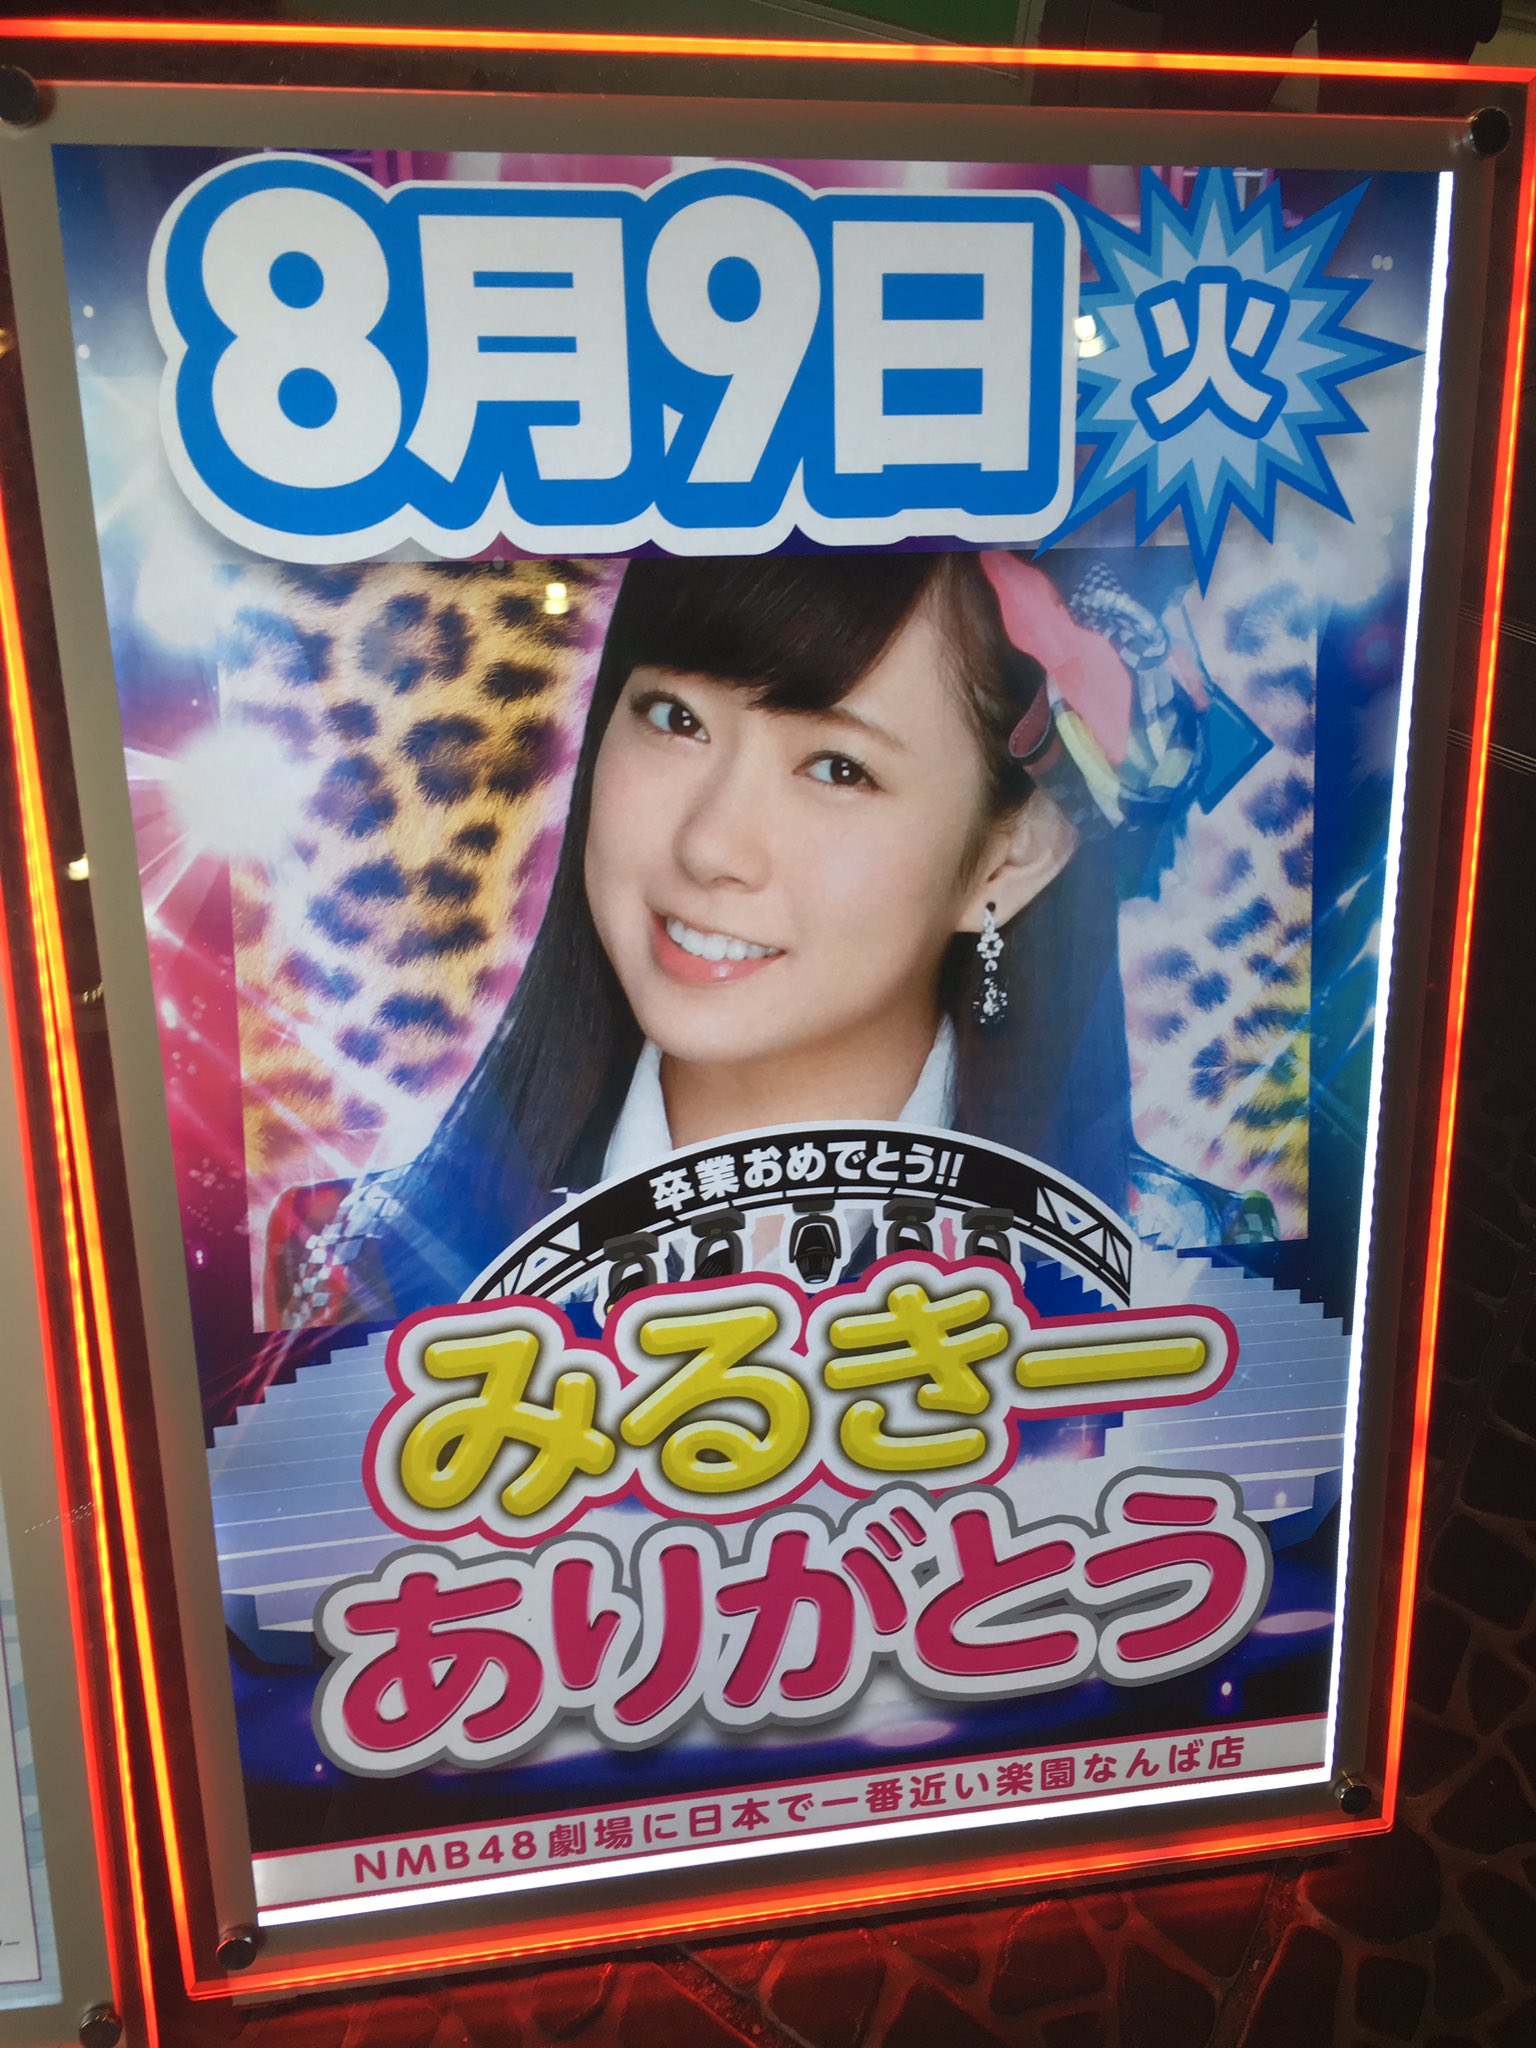 8月9日 火
卒業おめでとう!!
みるきー
ありがとう
NMB48劇場に日本で一番近い楽園なんば店